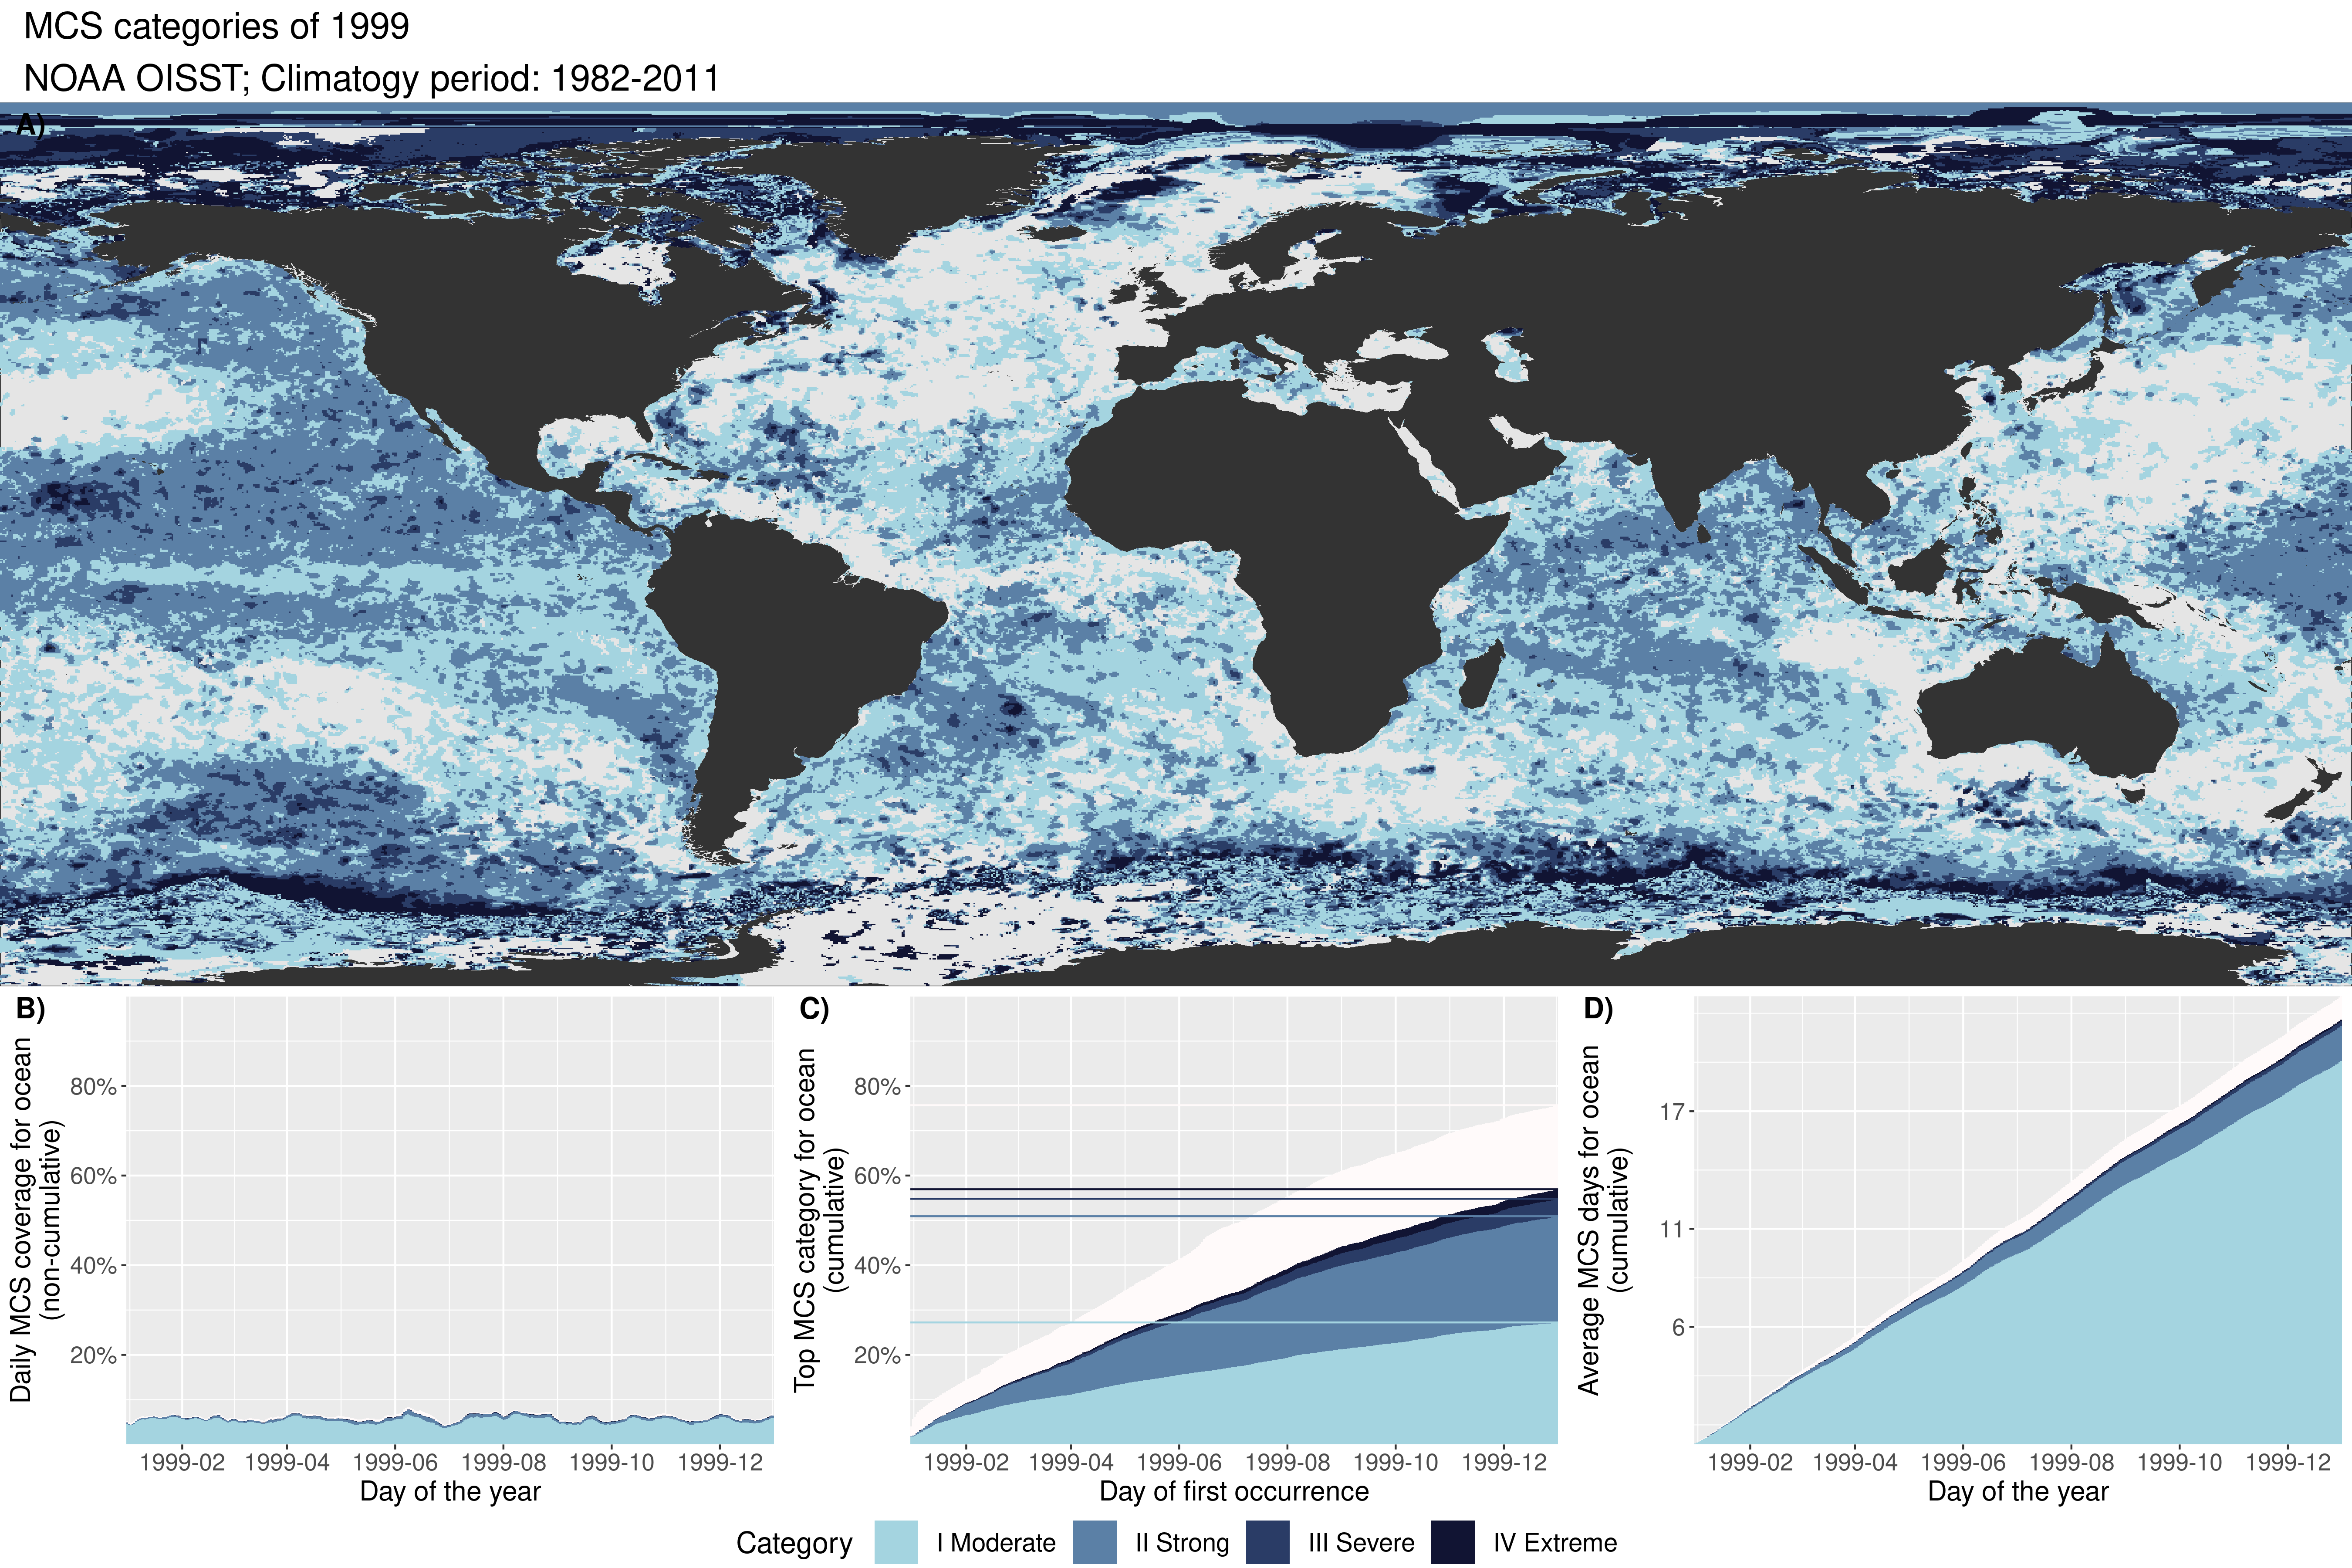 MCS categories of 1999
NOAA OISST; Climatogy period: 1982-2011
A)
B)
Daily MCS coverage for ocean
(non-cumulative)
80%
60%
40%
20%
1999-02 1999-04 1999-06 1999-08 1999-10 1999-12
Day of the year
C)
Top MCS category for ocean
(cumulative)
80%
60%
40%
20%
1999-02 1999-04 1999-06 1999-08 1999-10 1999-12
Day of first occurrence
D)
Average MCS days for ocean
(cumulative)
17
11
6
1999-02 1999-04 1999-06 1999-08 1999-10 1999-12
Day of the year
Category I Moderate II Strong III Severe IV Extreme